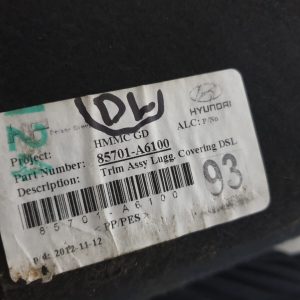 DL
HYUNDAI
Project: HMMC GD
ALC: P/No
Part Number: 85701-A6100
Description: Trim Assy Lugg. Covering DSL
93
85701-A6100
>PP/PES<
2012-11-12